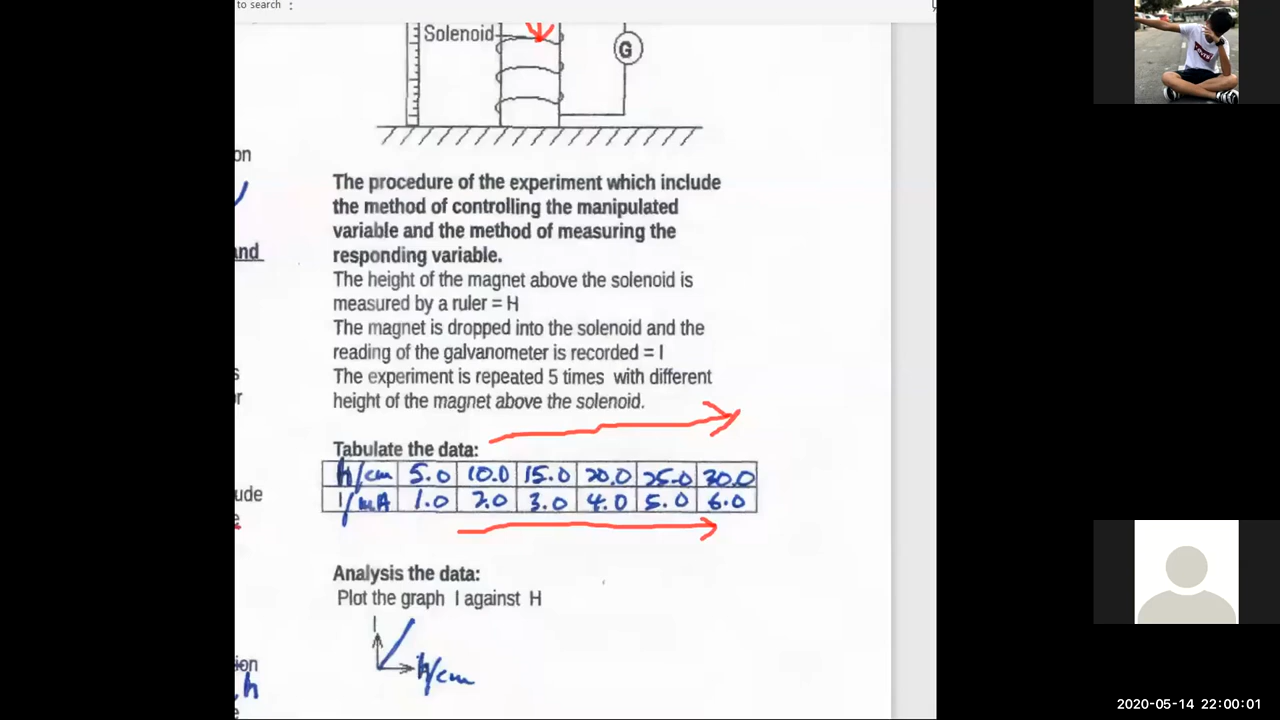 to search :
Solenoid
G
on
and
The procedure of the experiment which include
the method of controlling the manipulated
variable and the method of measuring the
responding variable.
The height of the magnet above the solenoid is
measured by a ruler = H
The magnet is dropped into the solenoid and the
reading of the galvanometer is recorded = I
The experiment is repeated 5 times with different
height of the magnet above the solenoid.
s
or
Tabulate the data:
h/cm 5.0 10.0 15.0 20.0 25.0 30.0
I/mA 1.0 2.0 3.0 4.0 5.0 6.0
ude
e
Analysis the data:
Plot the graph I against H
I
h/cm
ion
,h
e
2020-05-14 22:00:01